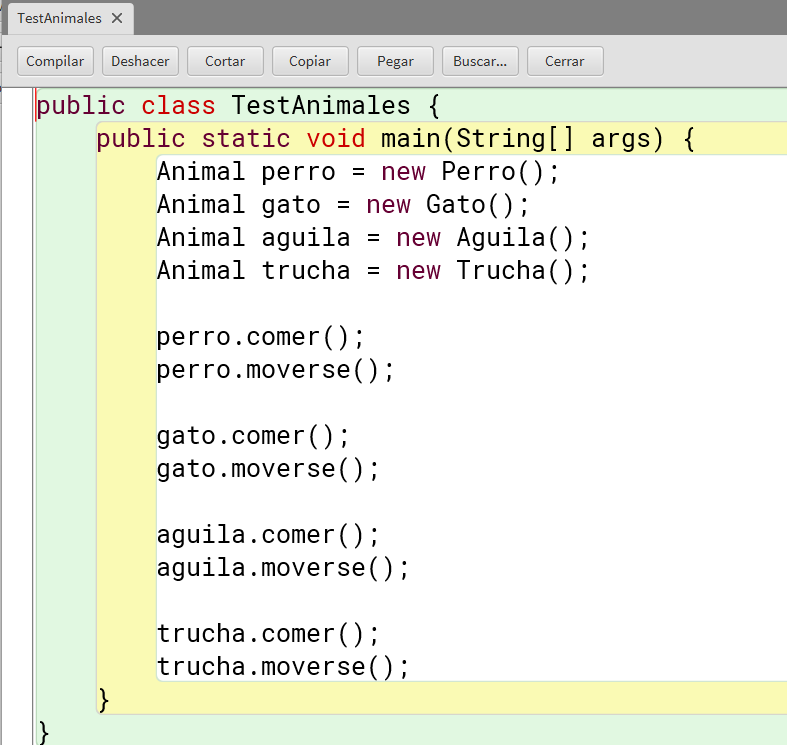 TestAnimales ✕
Compilar Deshacer Cortar Copiar Pegar Buscar... Cerrar
public class TestAnimales {
public static void main(String[] args) {
Animal perro = new Perro();
Animal gato = new Gato();
Animal aguila = new Aguila();
Animal trucha = new Trucha();
perro.comer();
perro.moverse();
gato.comer();
gato.moverse();
aguila.comer();
aguila.moverse();
trucha.comer();
trucha.moverse();
}
}